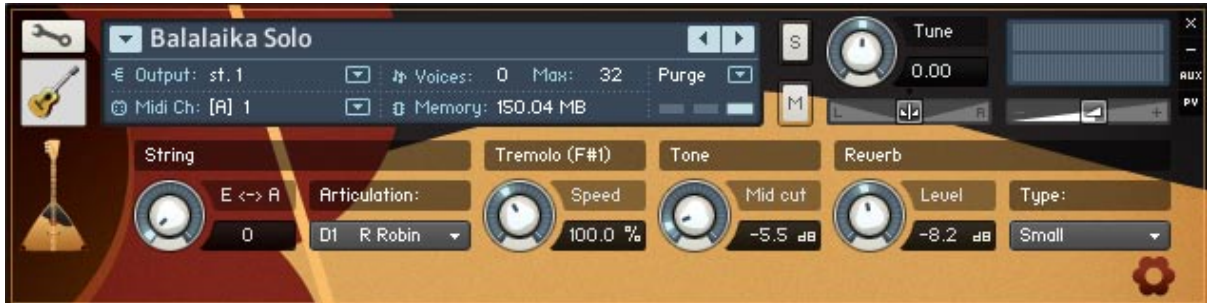 Balalaika Solo
S
Tune
0.00
×
−
AUX
PV
Output: st.1
Voices: 0 Max: 32
Purge
Midi Ch: [A] 1
Memory: 150.04 MB
M
L R
− +
String
Tremolo (F#1)
Tone
Reverb
E <-> A
Articulation:
Speed
Mid cut
Level
Type:
0
D1 R Robin
100.0 %
-5.5 dB
-8.2 dB
Small